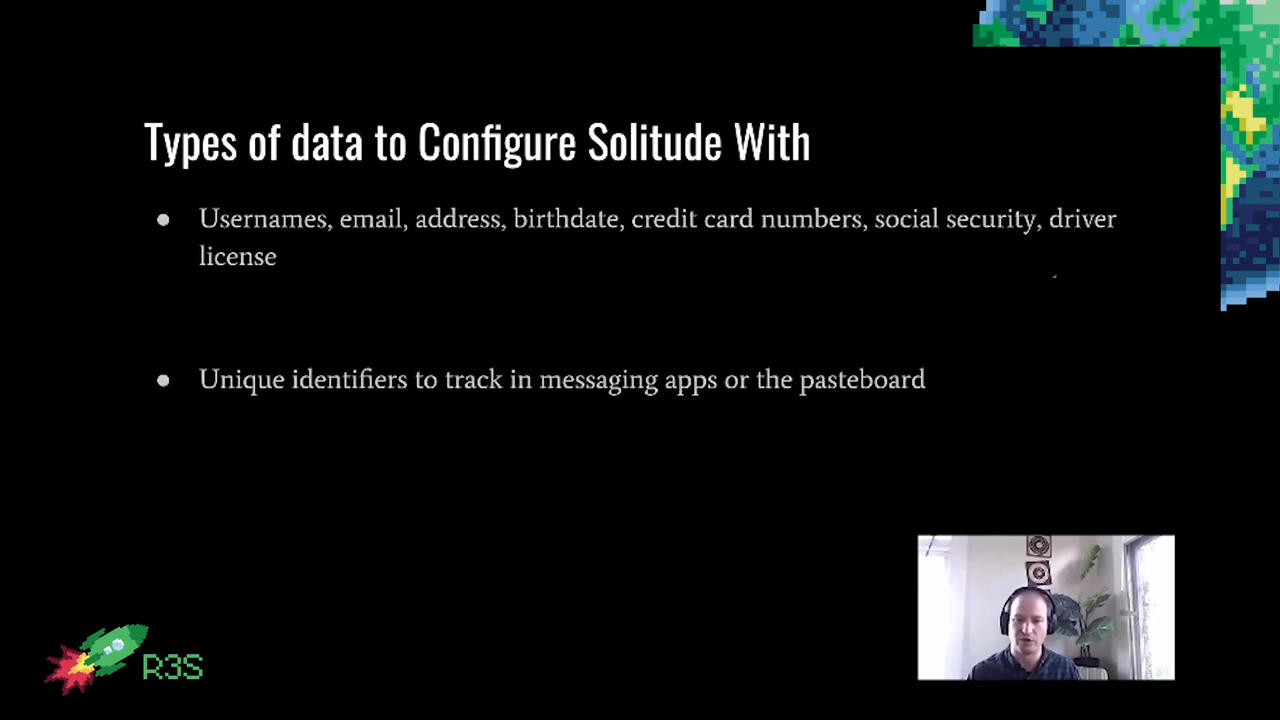 Types of data to Configure Solitude With
● Usernames, email, address, birthdate, credit card numbers, social security, driver
license
● Unique identifiers to track in messaging apps or the pasteboard
R3S